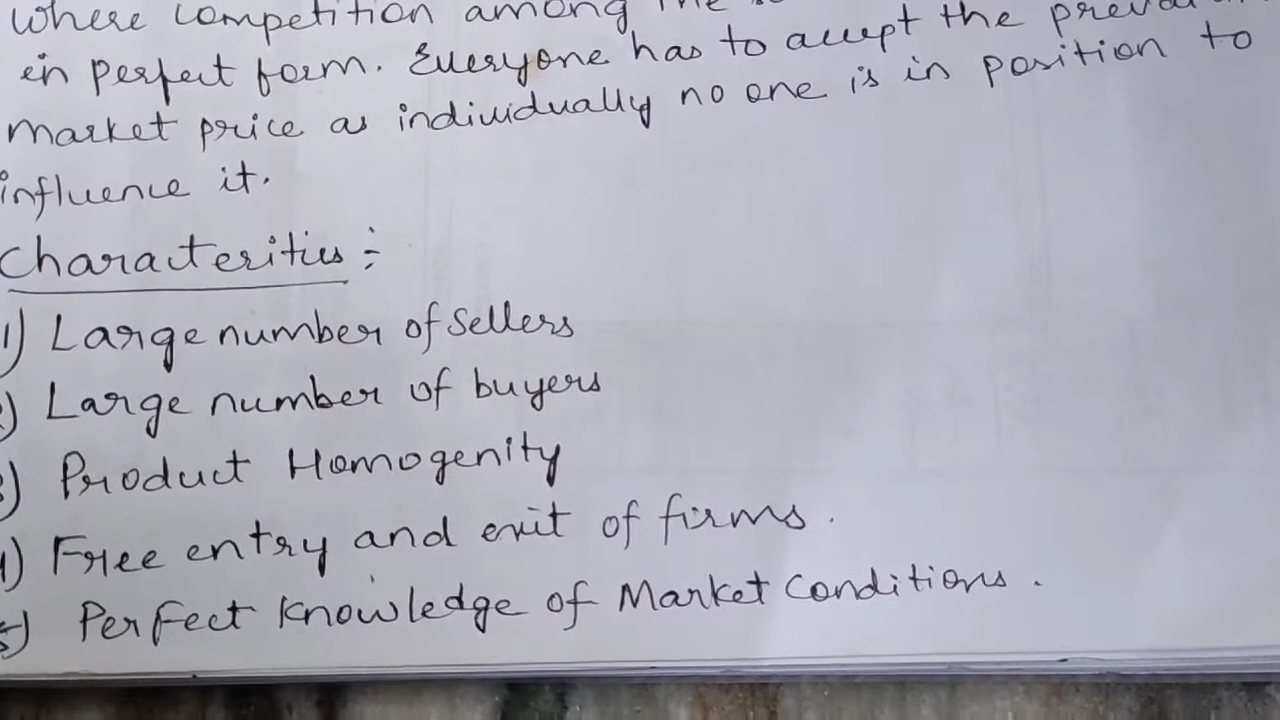 where competition among the
in perfect form. Everyone has to accept the
market price as individually no one is in position to
influence it.
Characteritics :-
1) Large number of Sellers
2) Large number of buyers
3) Product Homogenity
4) Free entry and exit of firms.
5) Perfect Knowledge of Market Conditions.